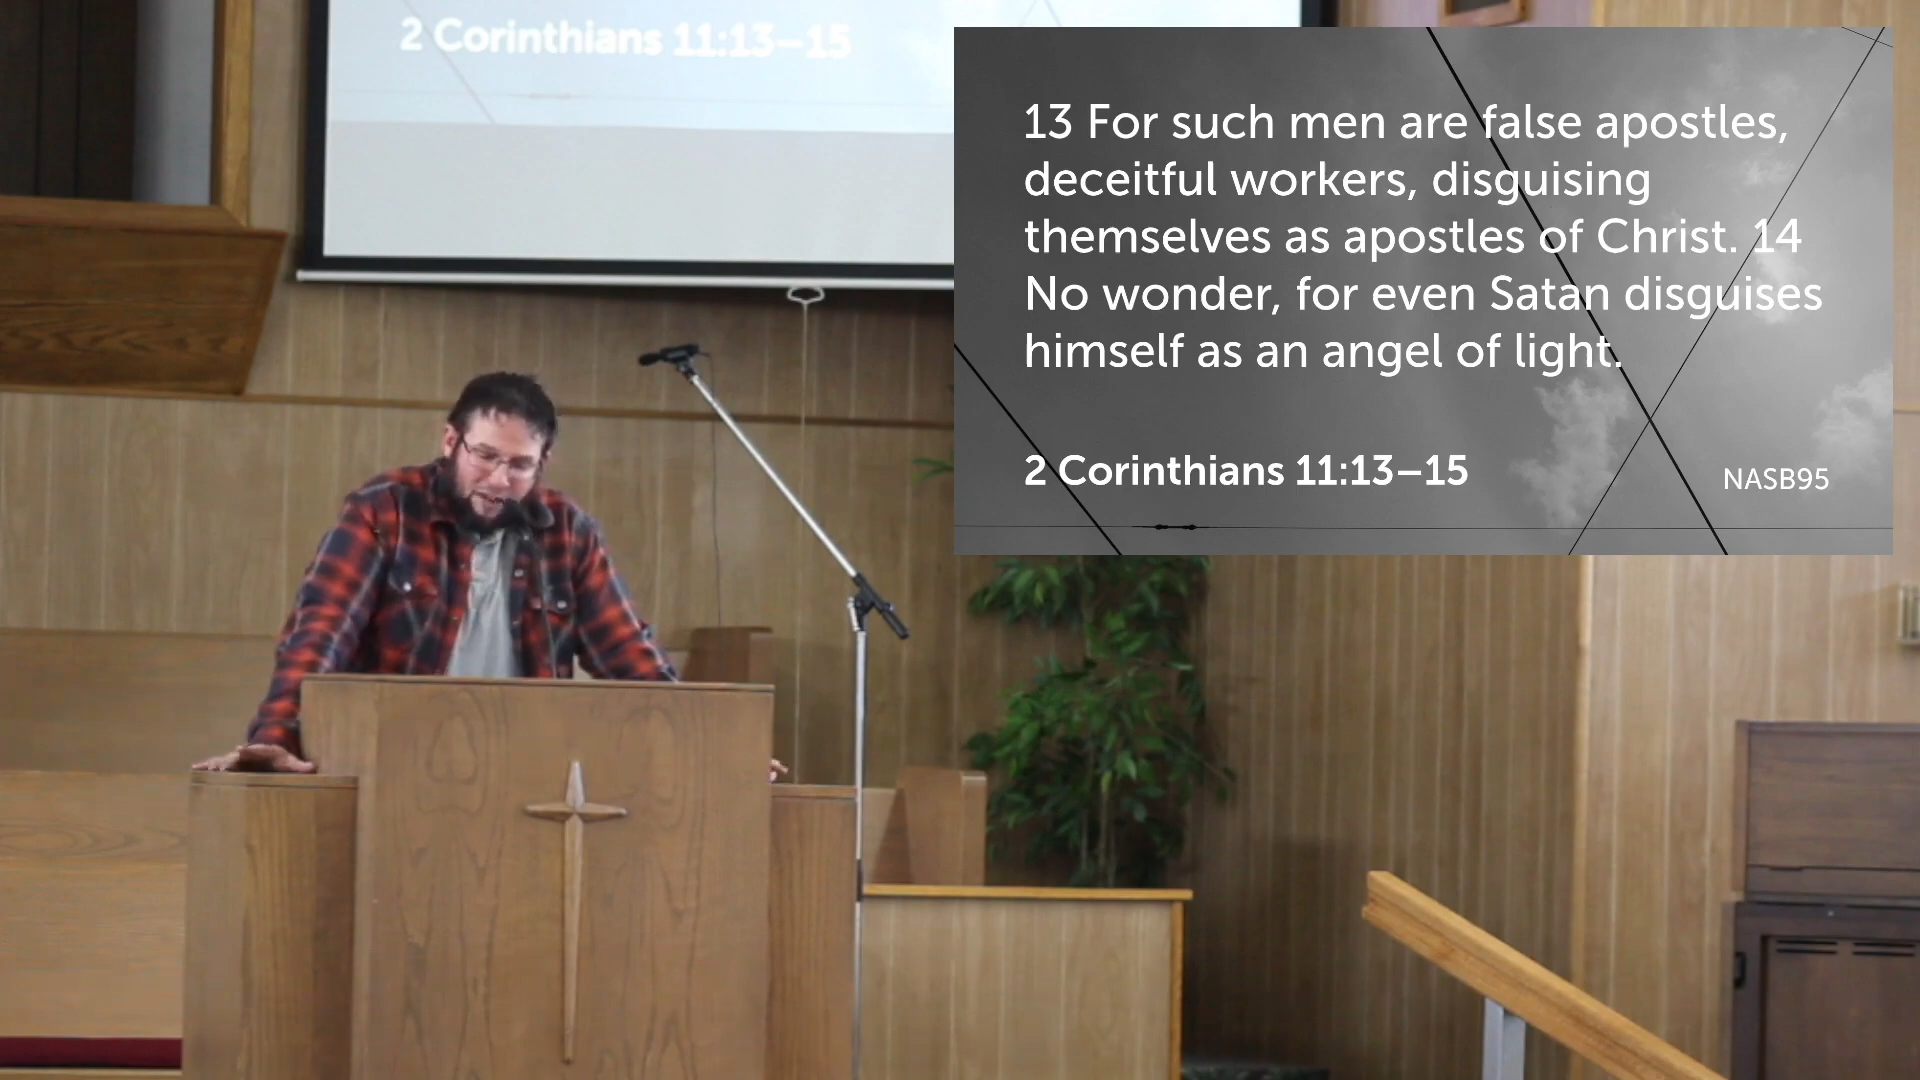 2 Corinthians 11:13–15
13 For such men are false apostles,
deceitful workers, disguising
themselves as apostles of Christ. 14
No wonder, for even Satan disguises
himself as an angel of light.
2 Corinthians 11:13–15
NASB95